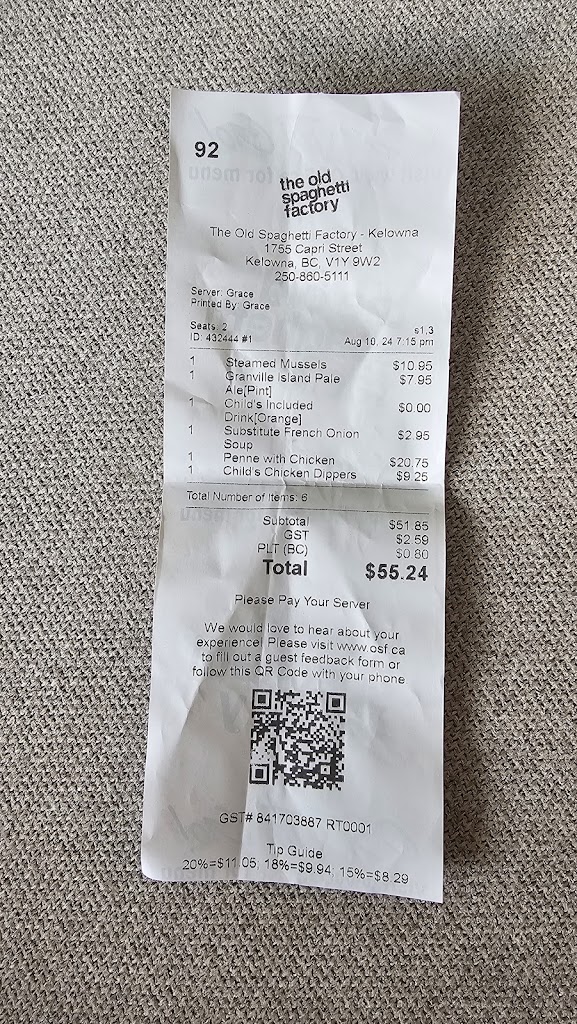 92
the old
spaghetti
factory
The Old Spaghetti Factory - Kelowna
1755 Capri Street
Kelowna, BC, V1Y 9W2
250-860-5111
Server: Grace
Printed By: Grace
Seats: 2 s1,3
ID: 432444 #1 Aug 10, 24 7:15 pm
1 Steamed Mussels $10.95
1 Granville Island Pale $7.95
Ale[Pint]
1 Child's Included $0.00
Drink[Orange]
1 Substitute French Onion $2.95
Soup
1 Penne with Chicken $20.75
1 Child's Chicken Dippers $9.25
Total Number of Items: 6
Subtotal $51.85
GST $2.59
PLT (BC) $0.80
Total $55.24
Please Pay Your Server
We would love to hear about your
experience! Please visit www.osf.ca
to fill out a guest feedback form or
follow this QR Code with your phone
GST# 841703887 RT0001
Tip Guide
20%=$11.05, 18%=$9.94, 15%=$8.29